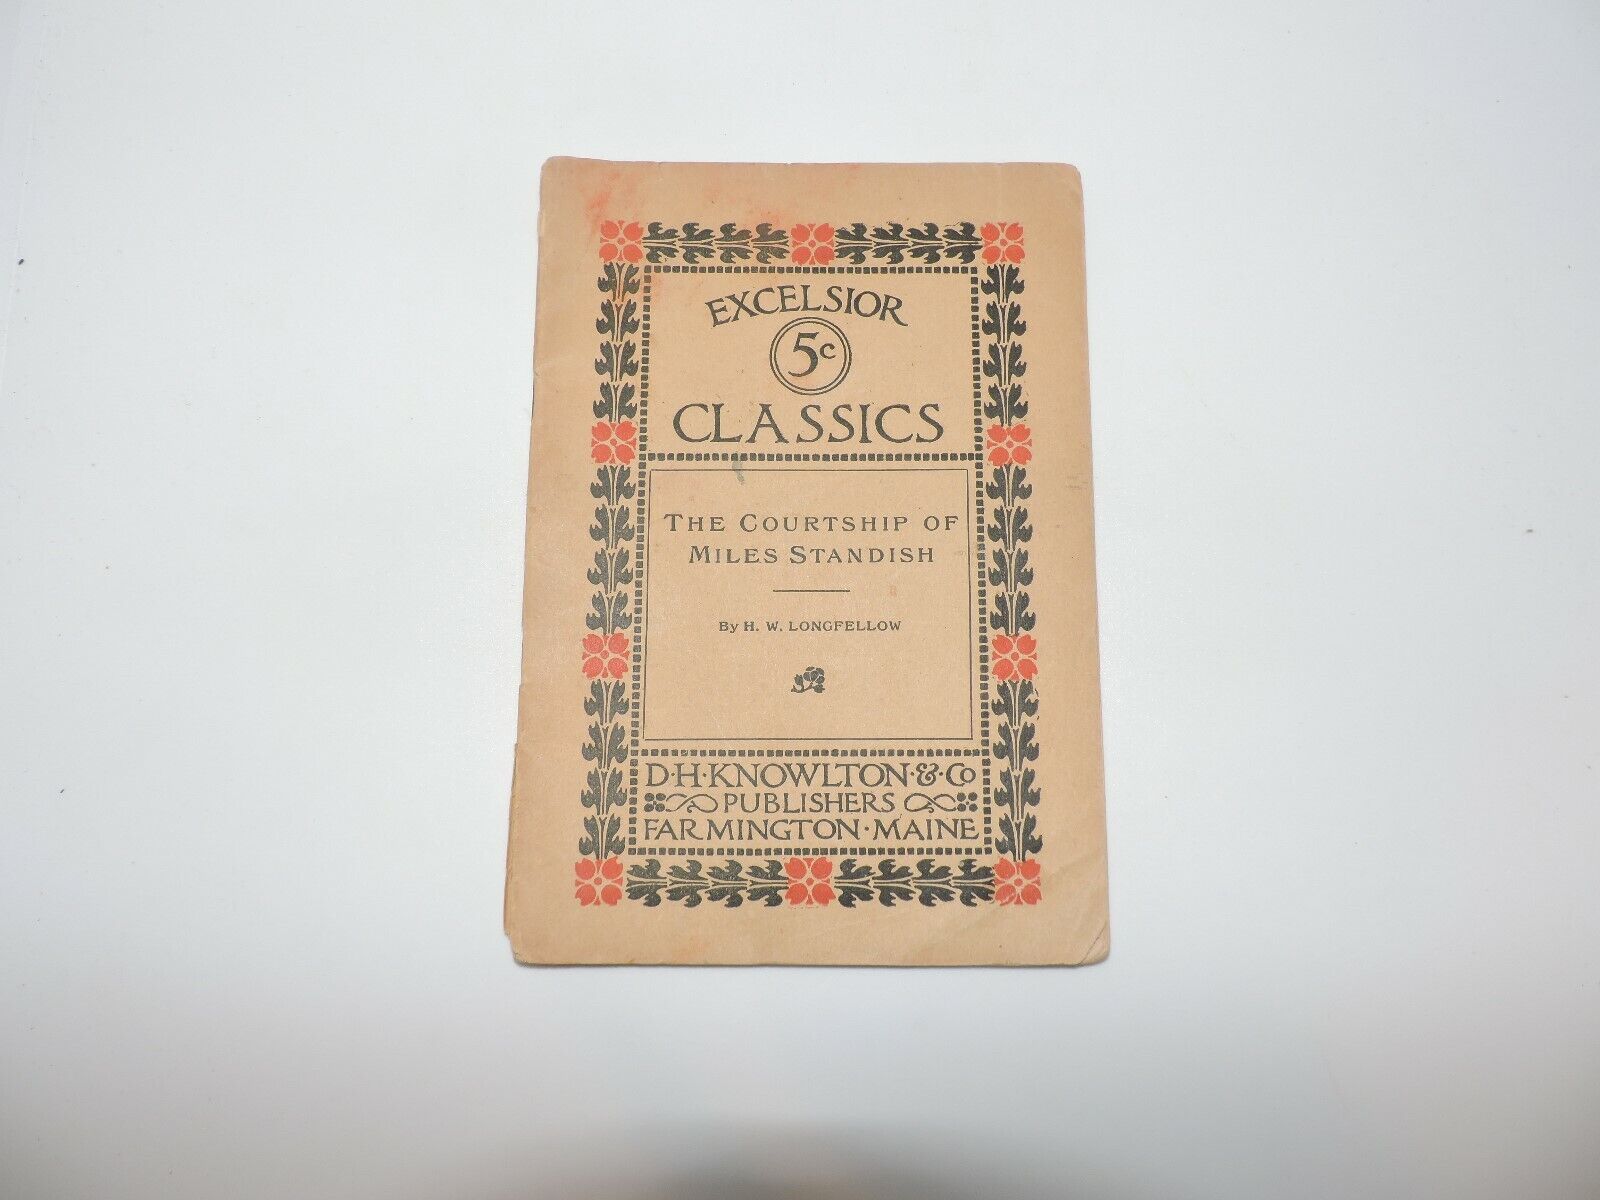 EXCELSIOR
5c
CLASSICS
THE COURTSHIP OF
MILES STANDISH
By H. W. LONGFELLOW
D·H·KNOWLTON·&·Co
PUBLISHERS
FARMINGTON·MAINE